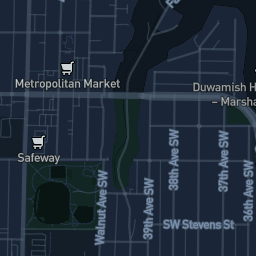 Metropolitan Market
Duwamish H
– Marsha
Safeway
Walnut Ave SW
39th Ave SW
38th Ave SW
37th Ave SW
36th Ave SW
SW Stevens St